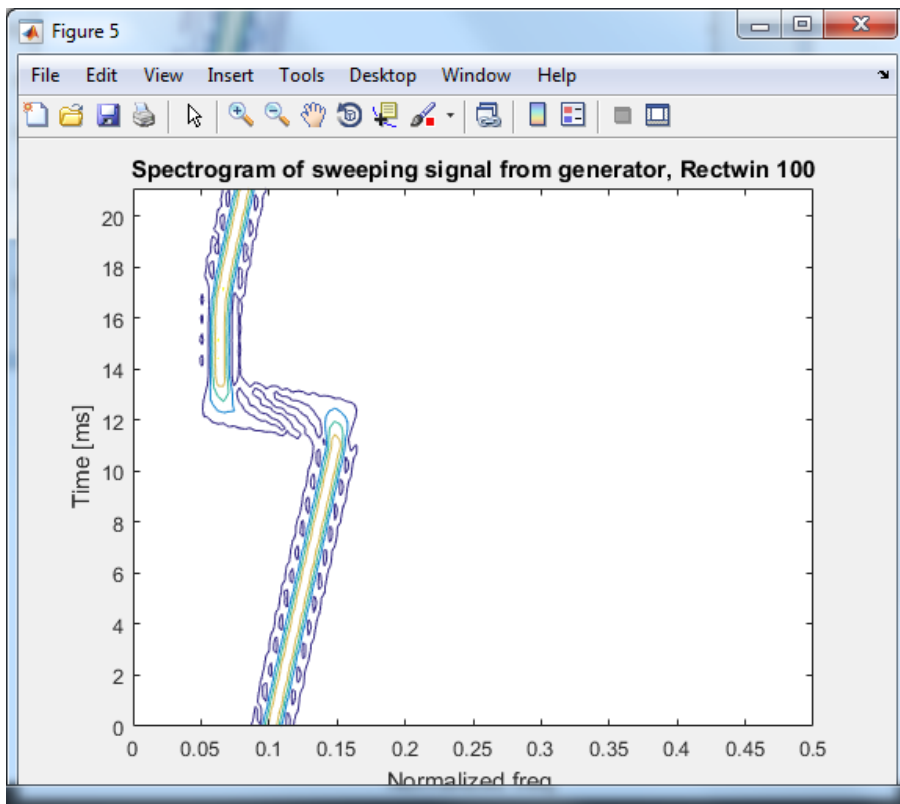 Figure 5
File Edit View Insert Tools Desktop Window Help
Spectrogram of sweeping signal from generator, Rectwin 100
20
18
16
14
12
10
8
6
4
2
0
Time [ms]
0 0.05 0.1 0.15 0.2 0.25 0.3 0.35 0.4 0.45 0.5
Normalized freq